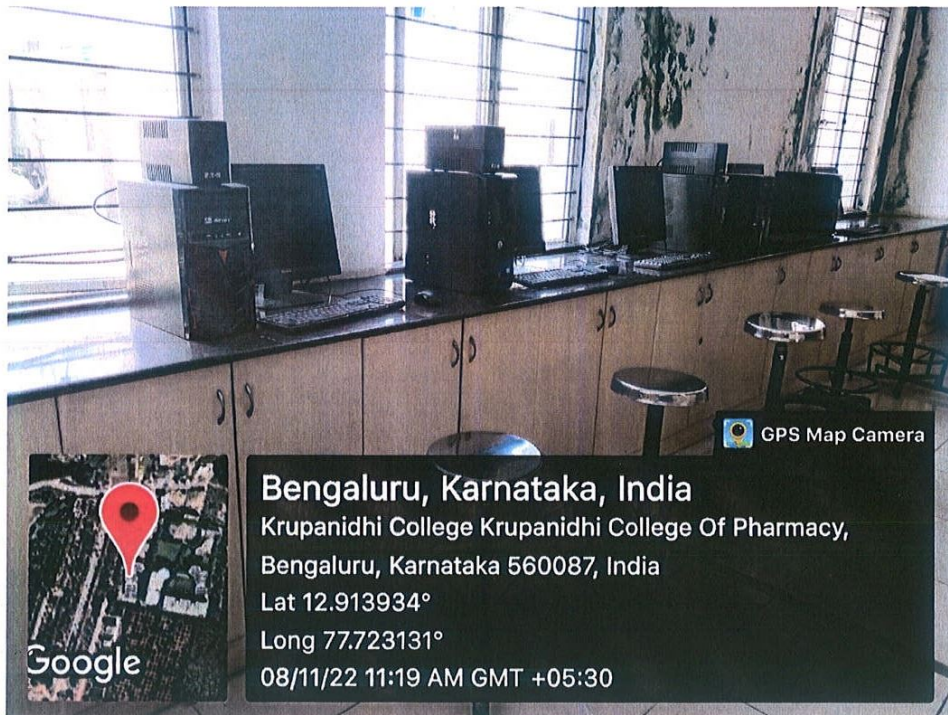 GPS Map Camera
Bengaluru, Karnataka, India
Krupanidhi College Krupanidhi College Of Pharmacy,
Bengaluru, Karnataka 560087, India
Lat 12.913934°
Long 77.723131°
08/11/22 11:19 AM GMT +05:30
Google